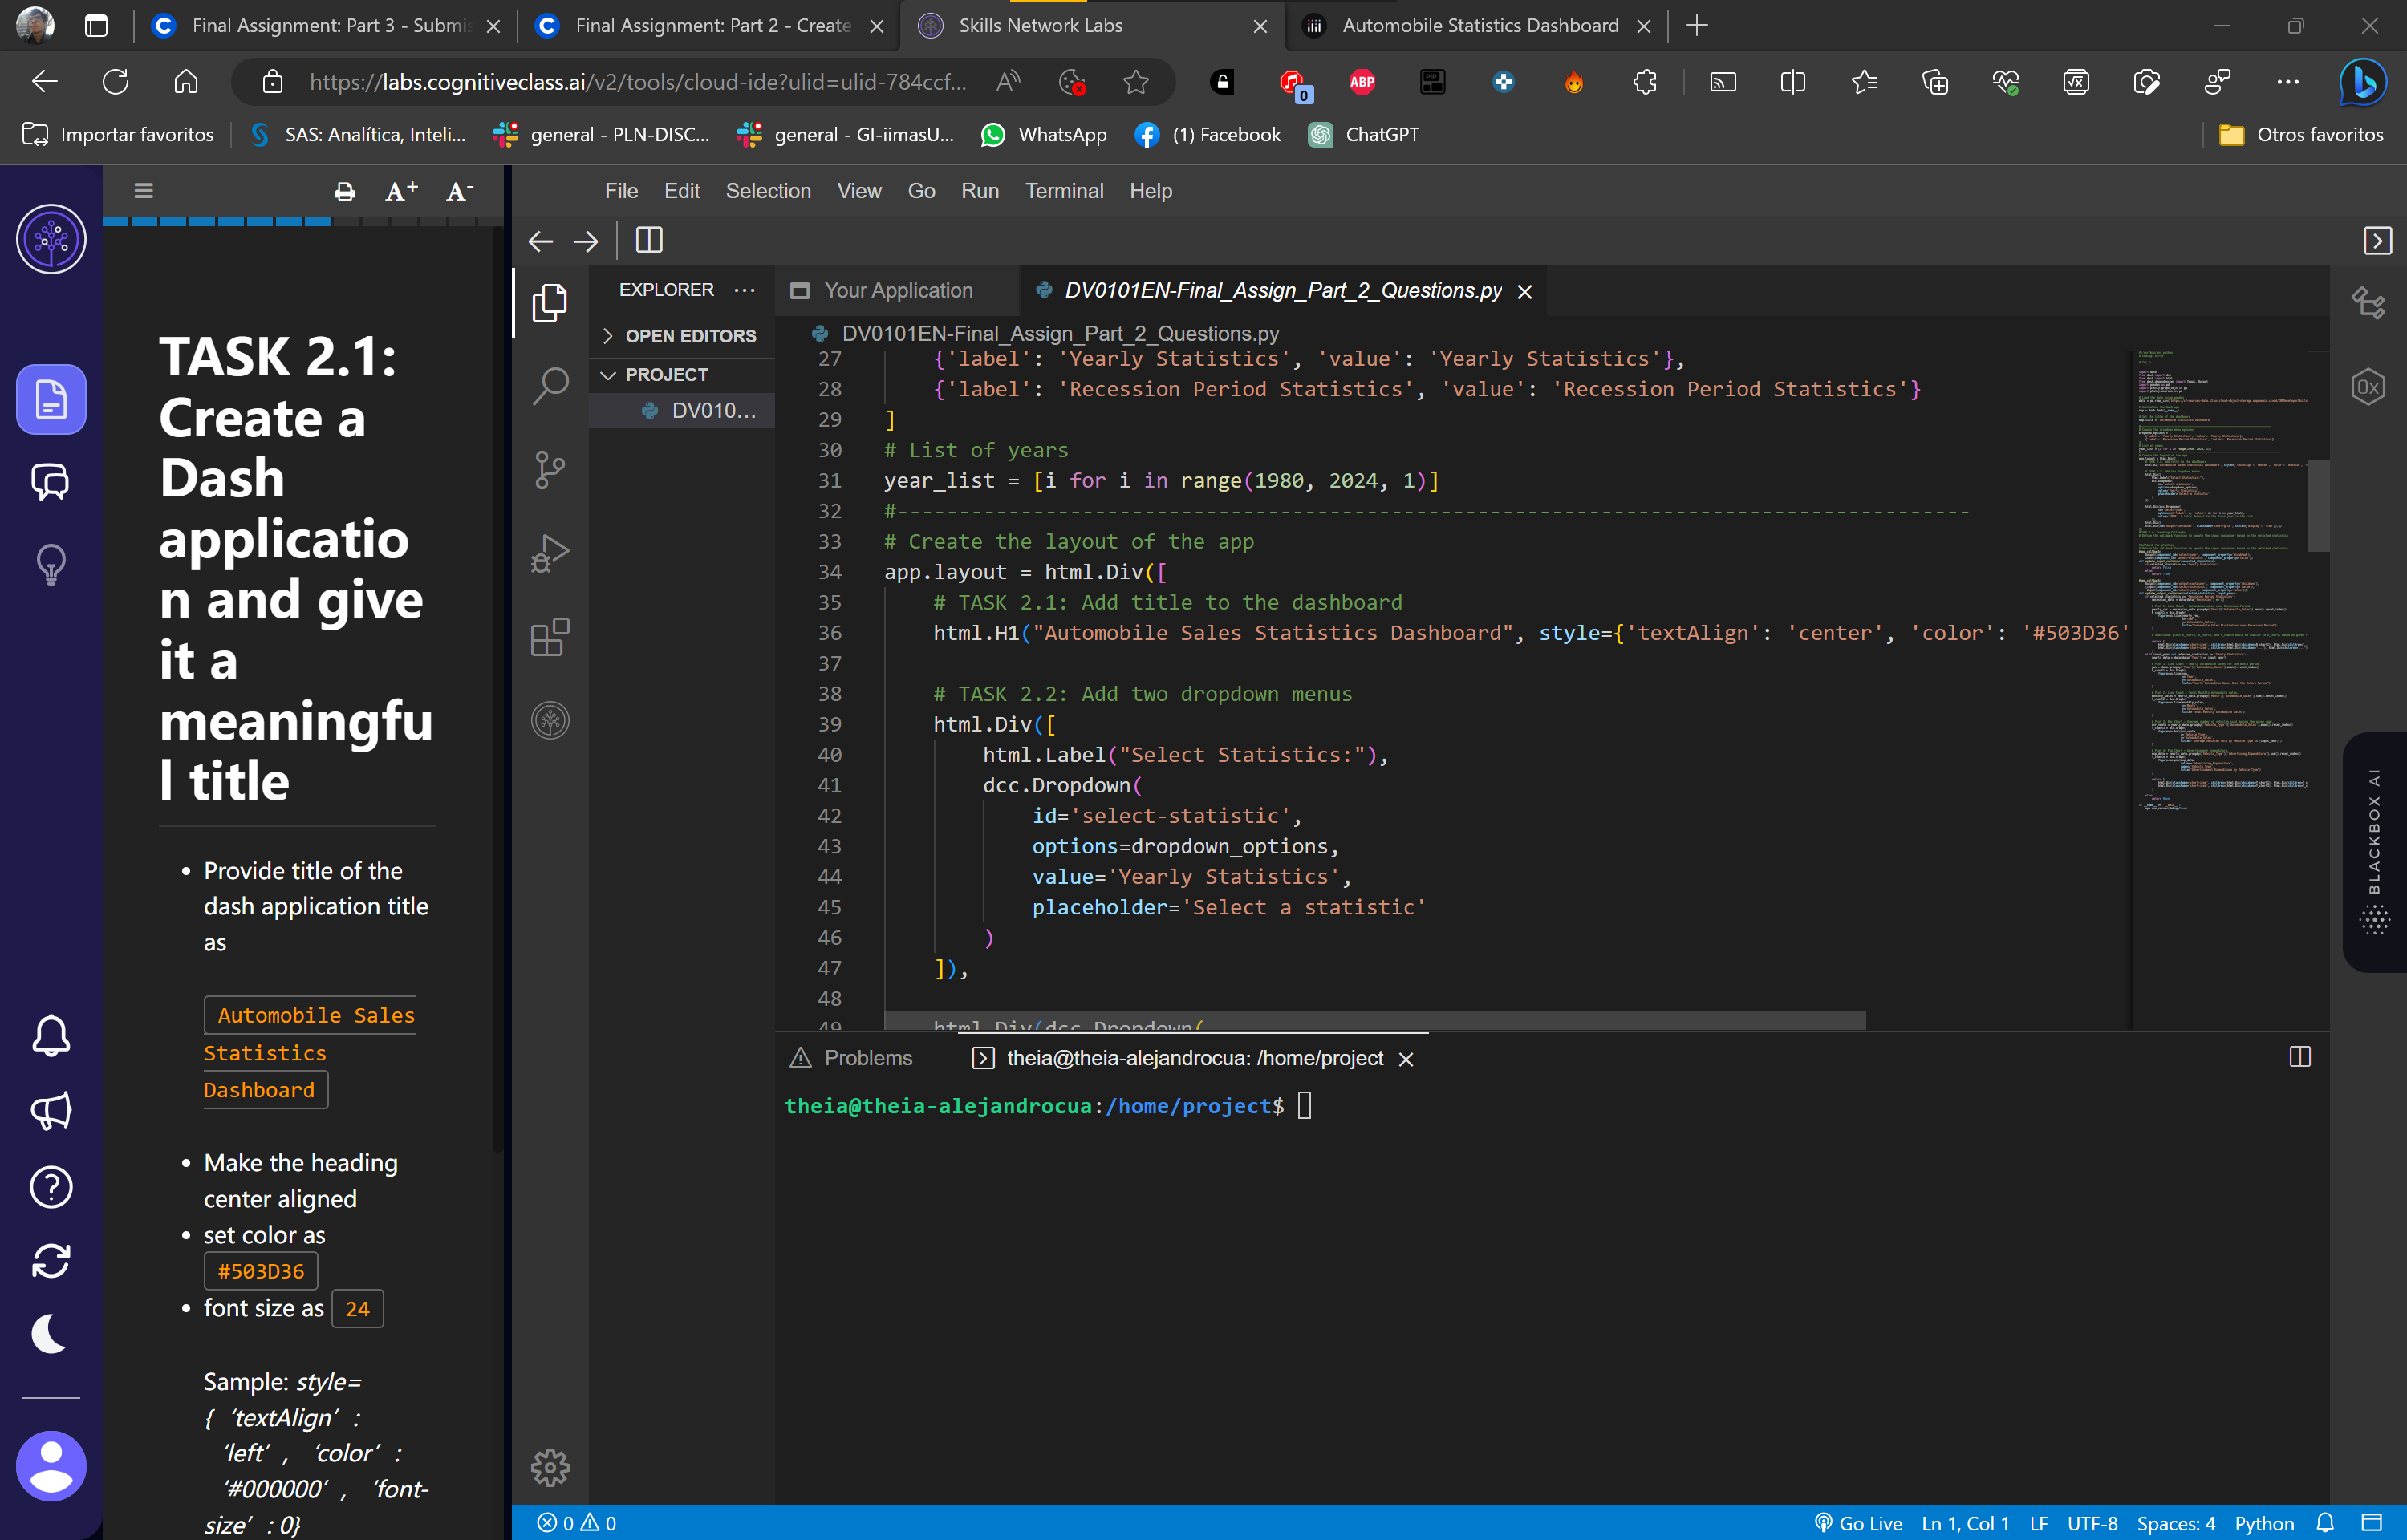 Final Assignment: Part 3 - Submis
Final Assignment: Part 2 - Create
Skills Network Labs
Automobile Statistics Dashboard
https://labs.cognitiveclass.ai/v2/tools/cloud-ide?ulid=ulid-784ccf...
ABP
0
Importar favoritos
SAS: Analítica, Inteli...
general - PLN-DISC...
general - GI-iimasU...
WhatsApp
(1) Facebook
ChatGPT
Otros favoritos
A+ A-
File Edit Selection View Go Run Terminal Help
TASK 2.1:
Create a
Dash
applicatio
n and give
it a
meaningfu
l title
• Provide title of the
dash application title
as
Automobile Sales
Statistics
Dashboard
• Make the heading
center aligned
• set color as
#503D36
• font size as 24
Sample: style=
{ 'textAlign' :
'left' , 'color' :
'#000000' , 'font-
size' : 0}
EXPLORER ...
OPEN EDITORS
PROJECT
DV010...
Your Application
DV0101EN-Final_Assign_Part_2_Questions.py
DV0101EN-Final_Assign_Part_2_Questions.py
27 {'label': 'Yearly Statistics', 'value': 'Yearly Statistics'},
28 {'label': 'Recession Period Statistics', 'value': 'Recession Period Statistics'}
29 ]
30 # List of years
31 year_list = [i for i in range(1980, 2024, 1)]
32 #---------------------------------------------------------------------------------------
33 # Create the layout of the app
34 app.layout = html.Div([
35 # TASK 2.1: Add title to the dashboard
36 html.H1("Automobile Sales Statistics Dashboard", style={'textAlign': 'center', 'color': '#503D36'
37
38 # TASK 2.2: Add two dropdown menus
39 html.Div([
40 html.Label("Select Statistics:"),
41 dcc.Dropdown(
42 id='select-statistic',
43 options=dropdown_options,
44 value='Yearly Statistics',
45 placeholder='Select a statistic'
46 )
47 ]),
48
49 html.Div(dcc.Dropdown(
0x
BLACKBOX AI
Problems
theia@theia-alejandrocua: /home/project
theia@theia-alejandrocua:/home/project$
0 0
Go Live Ln 1, Col 1 LF UTF-8 Spaces: 4 Python